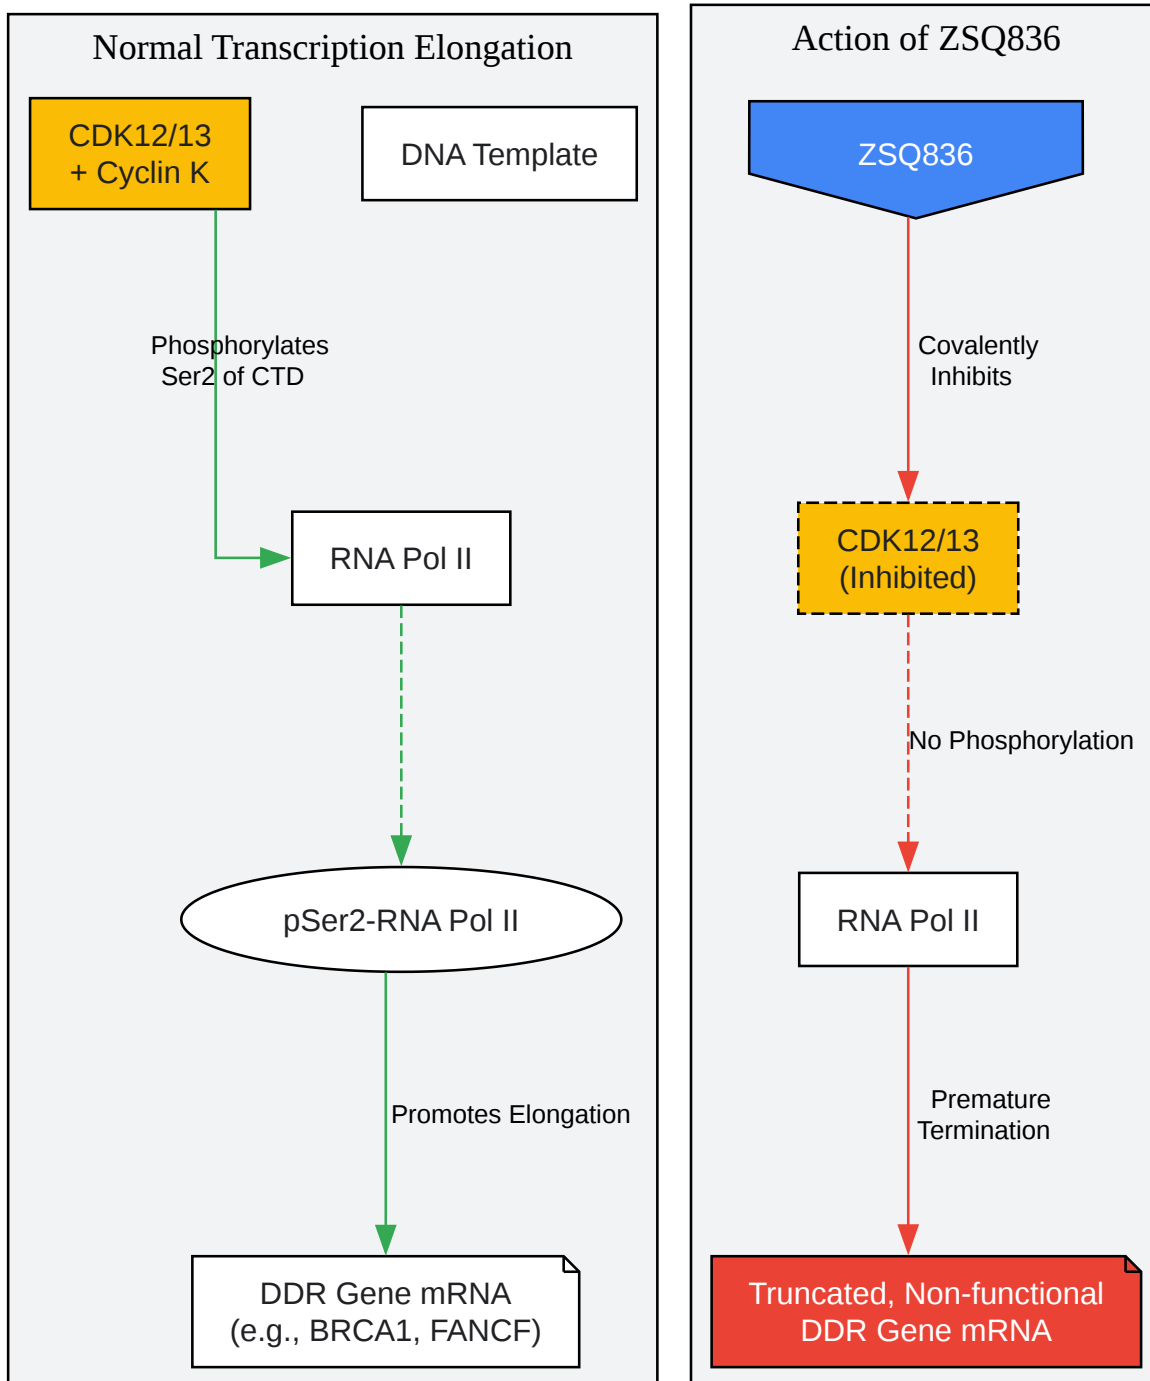 Normal Transcription Elongation
CDK12/13
+ Cyclin K
DNA Template
Phosphorylates
Ser2 of CTD
RNA Pol II
pSer2-RNA Pol II
Promotes Elongation
DDR Gene mRNA
(e.g., BRCA1, FANCF)
Action of ZSQ836
ZSQ836
Covalently
Inhibits
CDK12/13
(Inhibited)
No Phosphorylation
RNA Pol II
Premature
Termination
Truncated, Non-functional
DDR Gene mRNA